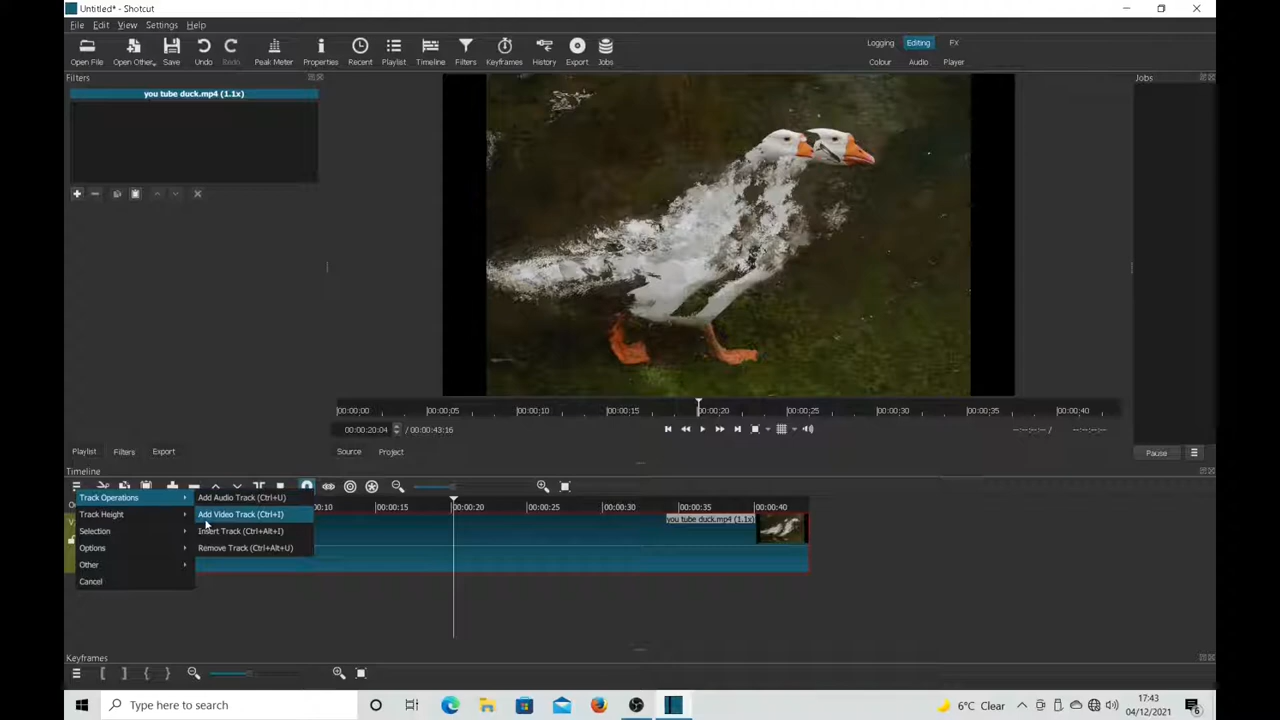 Untitled* - Shotcut
File Edit View Settings Help
Open File Open Other.. Save Undo Redo Peak Meter Properties Recent Playlist Timeline Filters Keyframes History Export Jobs
Logging Editing FX
Colour Audio Player
Filters
Jobs
you tube duck.mp4 (1.1x)
|00:00:00 |00:00:05 |00:00:10 |00:00:15 |00:00:20 |00:00:25 |00:00:30 |00:00:35 |00:00:40
00:00:20:04 / 00:00:43:16 --:--:--:-- / --:--:--:--
Playlist Filters Export Source Project Pause
Timeline
Track Operations Add Audio Track (Ctrl+U)
Track Height Add Video Track (Ctrl+I)
Selection Insert Track (Ctrl+Alt+I)
Options Remove Track (Ctrl+Alt+U)
Other
Cancel
:10 |00:00:15 |00:00:20 |00:00:25 |00:00:30 |00:00:35 |00:00:40
you tube duck.mp4 (1.1x)
Keyframes
Type here to search
6°C Clear
17:43
04/12/2021
6